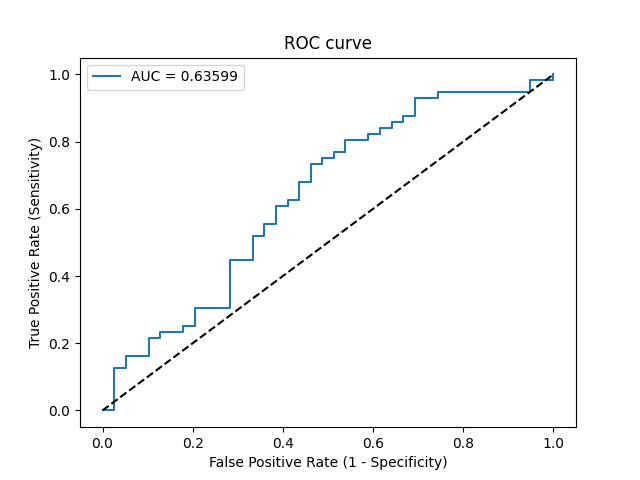 ROC curve
AUC = 0.63599
1.0
0.8
0.6
0.4
0.2
0.0
True Positive Rate (Sensitivity)
0.0 0.2 0.4 0.6 0.8 1.0
False Positive Rate (1 - Specificity)